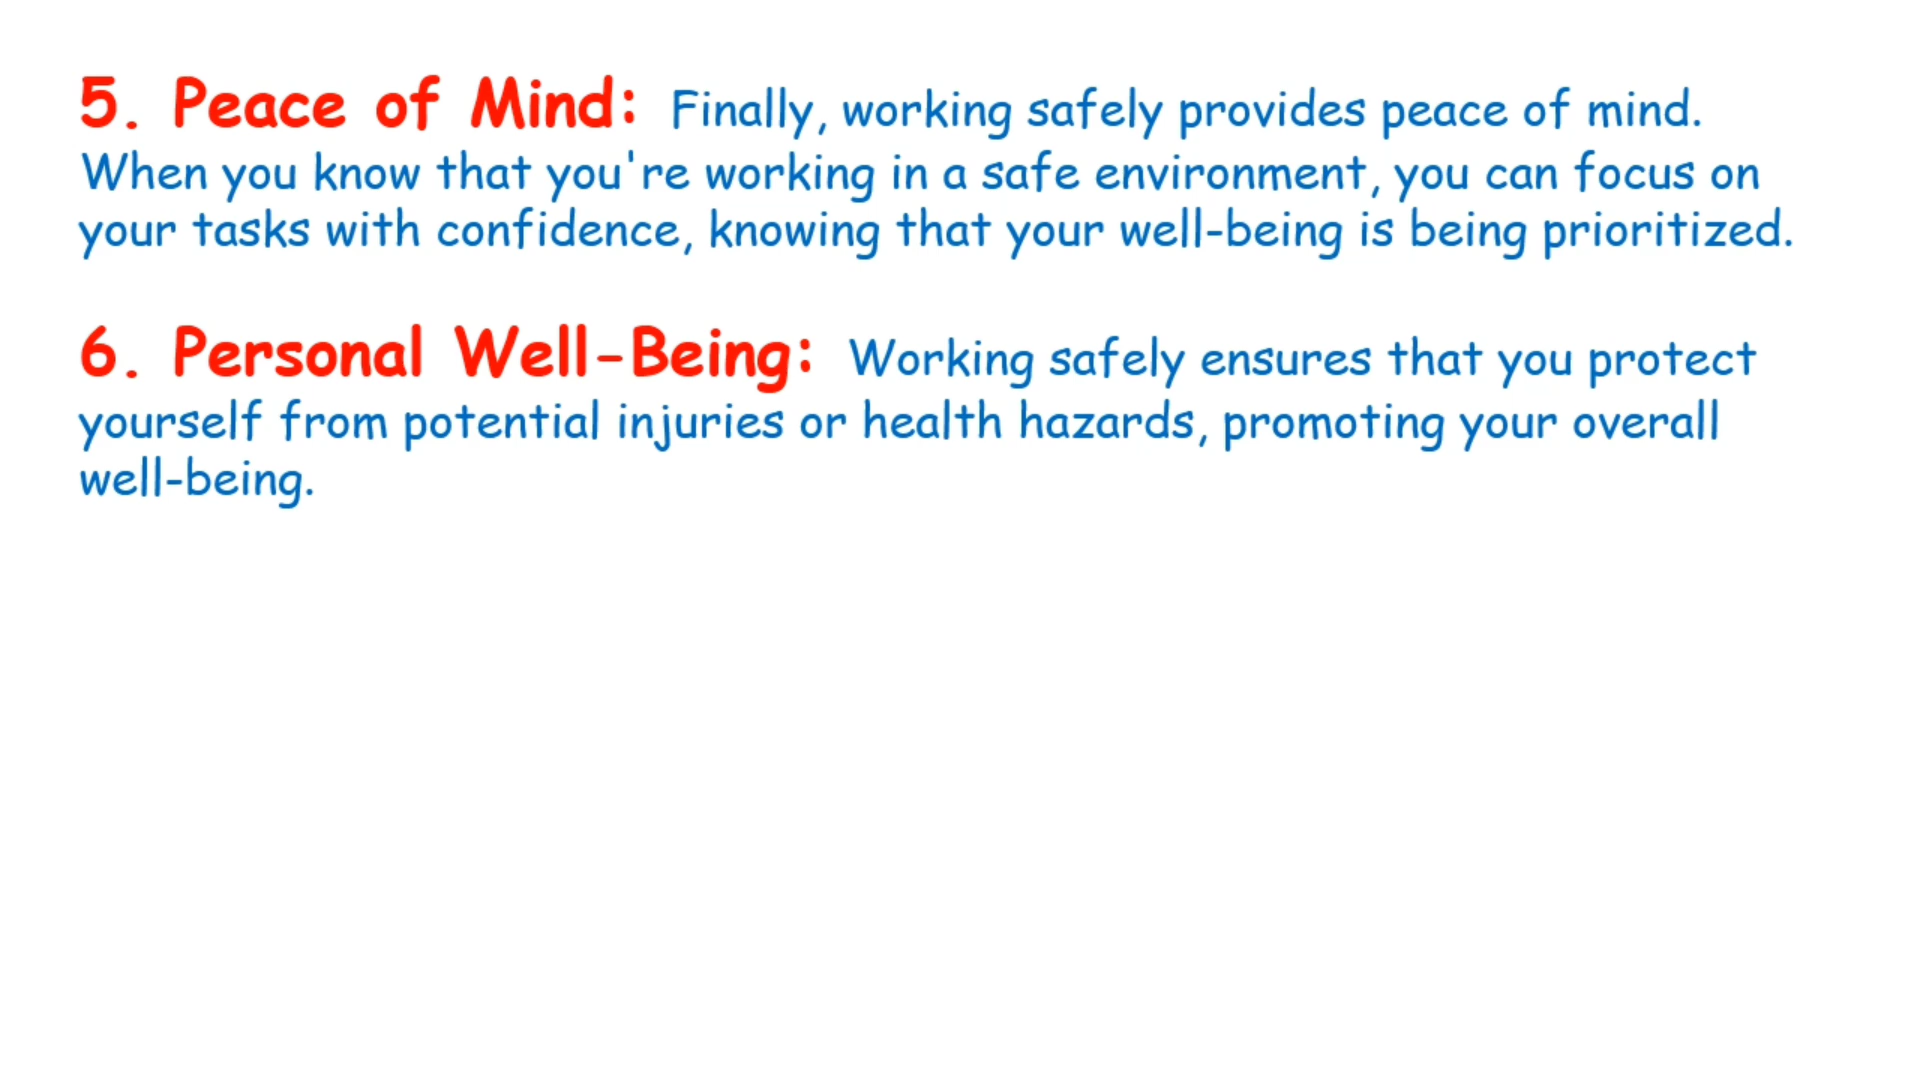 5. Peace of Mind: Finally, working safely provides peace of mind.
When you know that you're working in a safe environment, you can focus on
your tasks with confidence, knowing that your well-being is being prioritized.
6. Personal Well-Being: Working safely ensures that you protect
yourself from potential injuries or health hazards, promoting your overall
well-being.